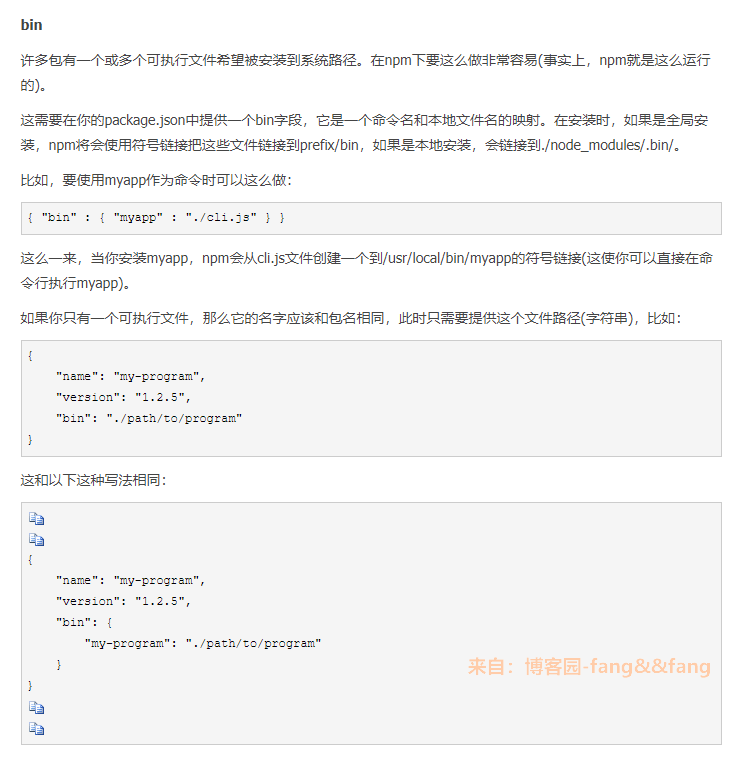 bin
许多包有一个或多个可执行文件希望被安装到系统路径。在npm下要这么做非常容易(事实上，npm就是这么运行
的)。
这需要在你的package.json中提供一个bin字段，它是一个命令名和本地文件名的映射。在安装时，如果是全局安
装，npm将会使用符号链接把这些文件链接到prefix/bin，如果是本地安装，会链接到./node_modules/.bin/。
比如，要使用myapp作为命令时可以这么做：
{ "bin" : { "myapp" : "./cli.js" } }
这么一来，当你安装myapp，npm会从cli.js文件创建一个到/usr/local/bin/myapp的符号链接(这使你可以直接在命
令行执行myapp)。
如果你只有一个可执行文件，那么它的名字应该和包名相同，此时只需要提供这个文件路径(字符串)，比如：
{
    "name": "my-program",
    "version": "1.2.5",
    "bin": "./path/to/program"
}
这和以下这种写法相同：
{
    "name": "my-program",
    "version": "1.2.5",
    "bin": {
        "my-program": "./path/to/program"
    }
}
来自：博客园-fang&&fang